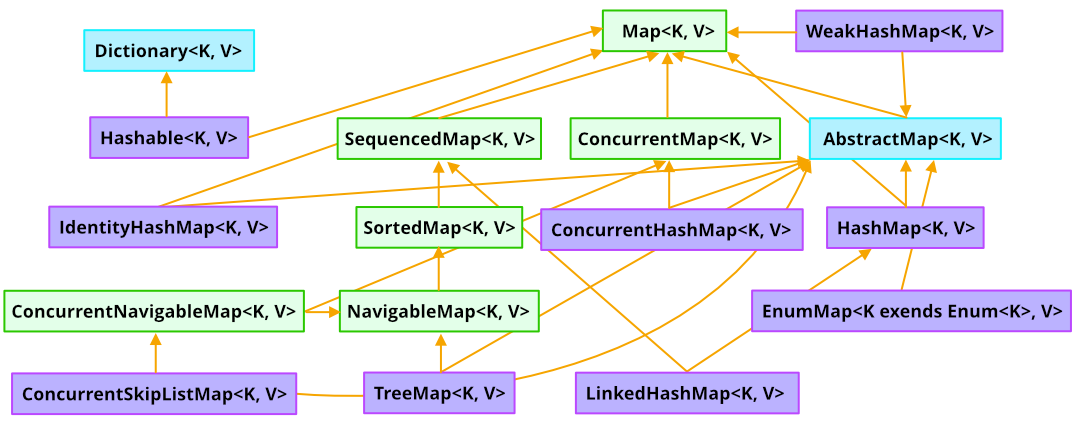 Map<K, V>
WeakHashMap<K, V>
Dictionary<K, V>
Hashable<K, V>
SequencedMap<K, V>
ConcurrentMap<K, V>
AbstractMap<K, V>
IdentityHashMap<K, V>
SortedMap<K, V>
ConcurrentHashMap<K, V>
HashMap<K, V>
ConcurrentNavigableMap<K, V>
NavigableMap<K, V>
EnumMap<K exends Enum<K>, V>
ConcurrentSkipListMap<K, V>
TreeMap<K, V>
LinkedHashMap<K, V>